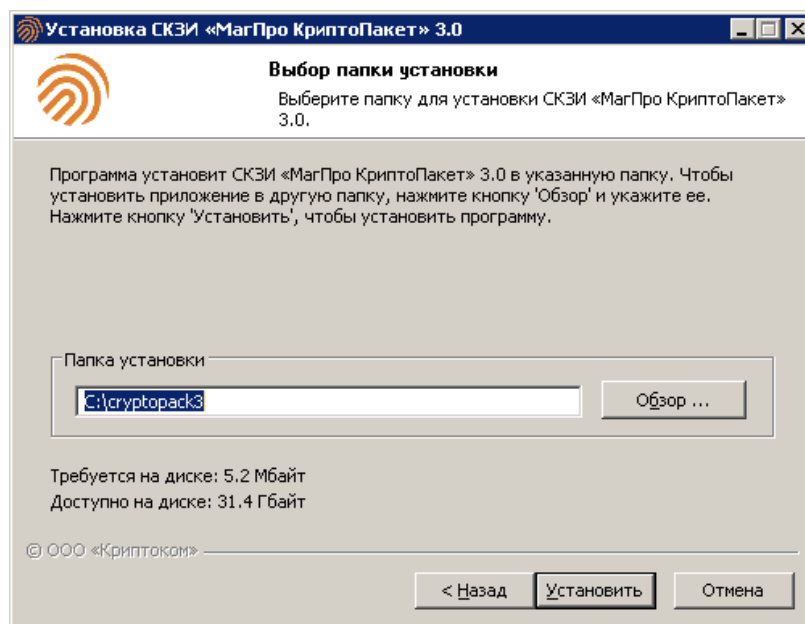 Установка СКЗИ «МагПро КриптоПакет» 3.0
Выбор папки установки
Выберите папку для установки СКЗИ «МагПро КриптоПакет»
3.0.
Программа установит СКЗИ «МагПро КриптоПакет» 3.0 в указанную папку. Чтобы
установить приложение в другую папку, нажмите кнопку 'Обзор' и укажите ее.
Нажмите кнопку 'Установить', чтобы установить программу.
Папка установки
C:\cryptopack3
Обзор ...
Требуется на диске: 5.2 Мбайт
Доступно на диске: 31.4 Гбайт
© ООО «Криптоком»
< Назад
Установить
Отмена